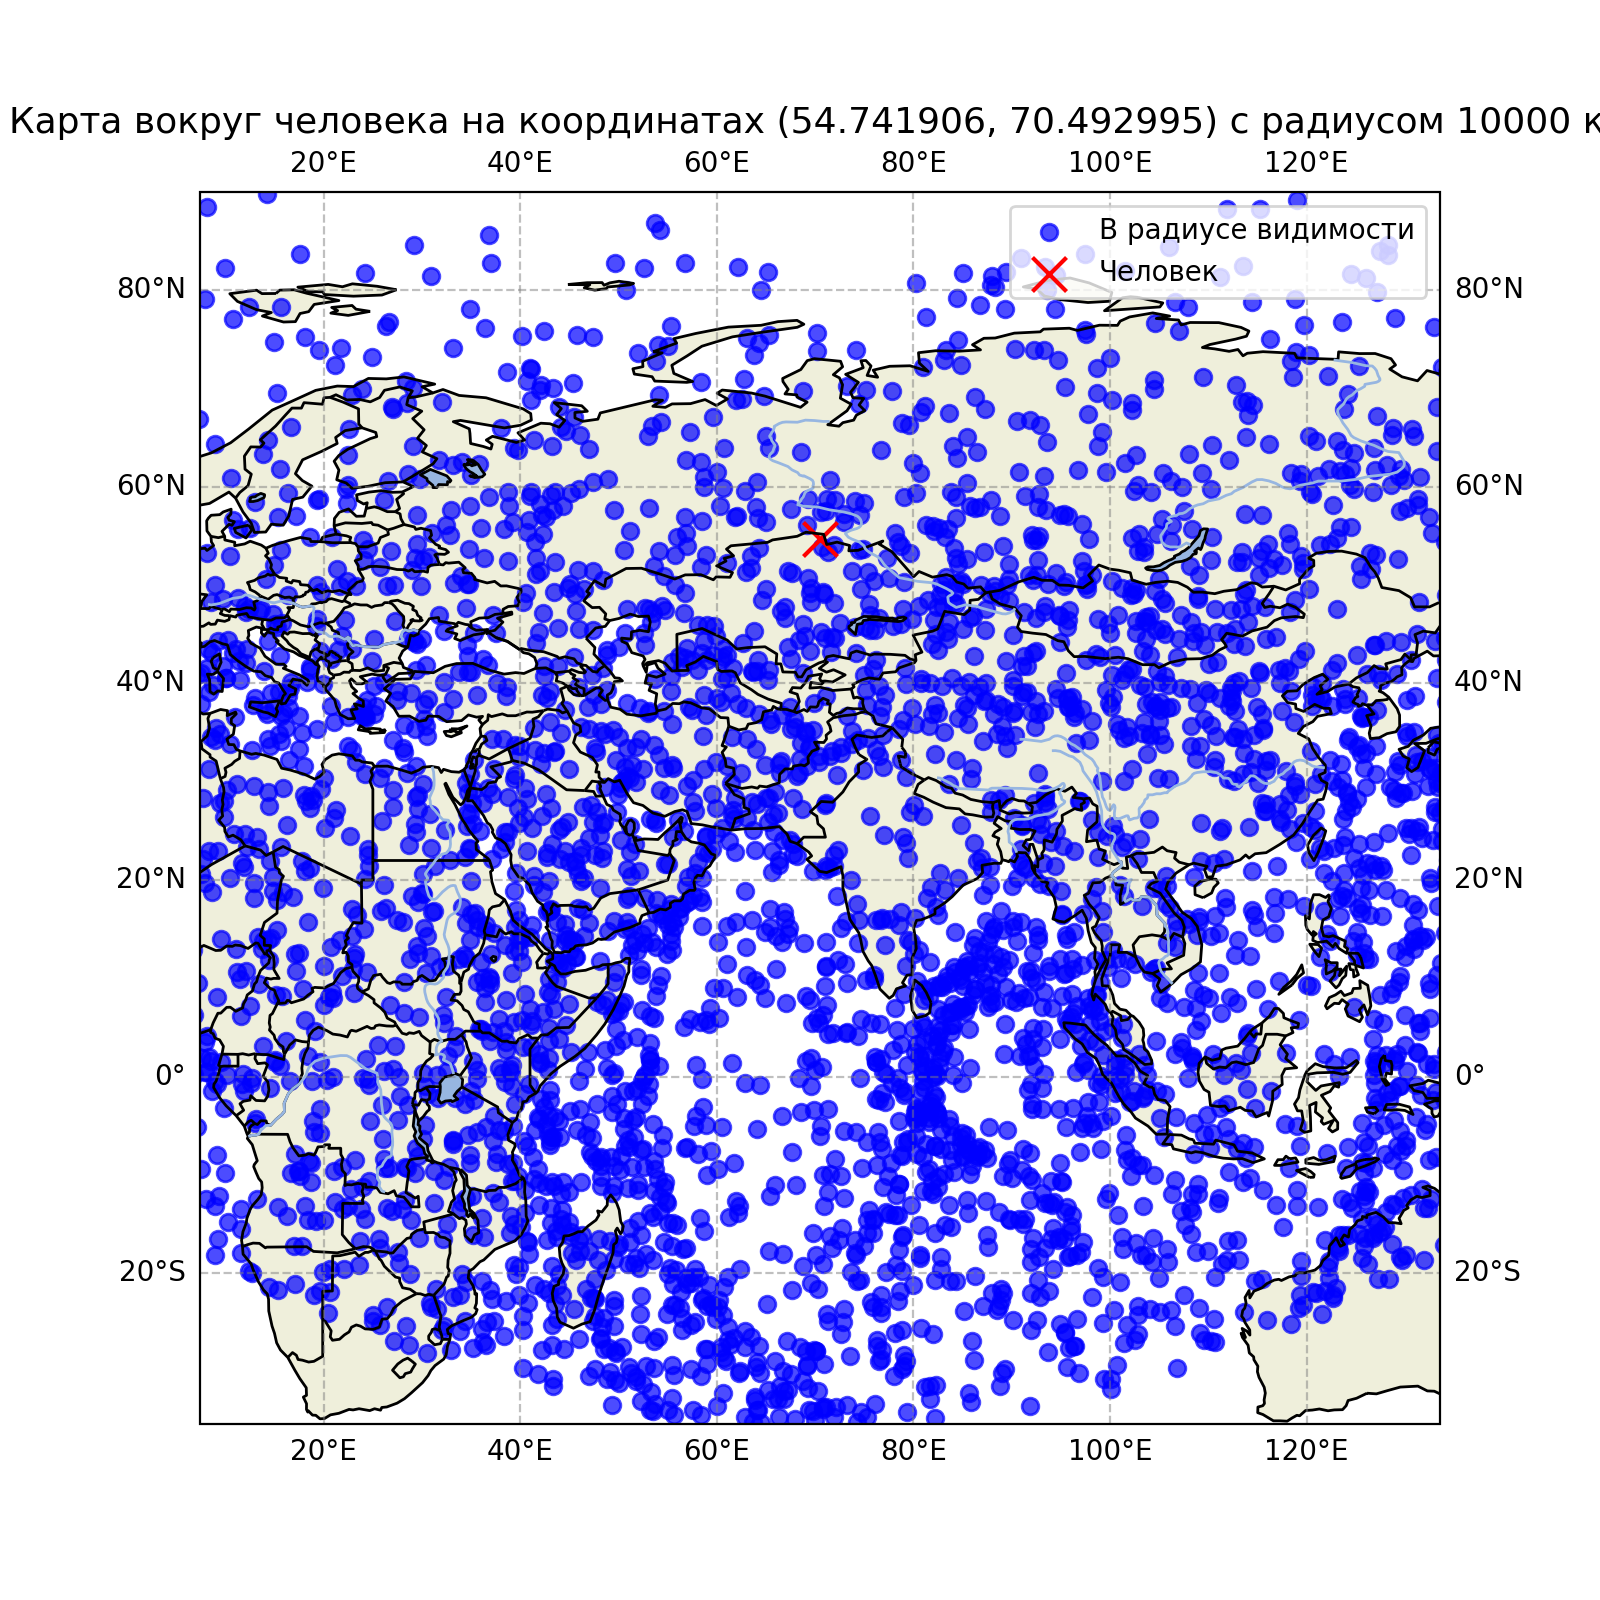 Карта вокруг человека на координатах (54.741906, 70.492995) с радиусом 10000 к
20°E 40°E 60°E 80°E 100°E 120°E
В радиусе видимости
Человек
80°N 80°N
60°N 60°N
40°N 40°N
20°N 20°N
0° 0°
20°S 20°S
20°E 40°E 60°E 80°E 100°E 120°E